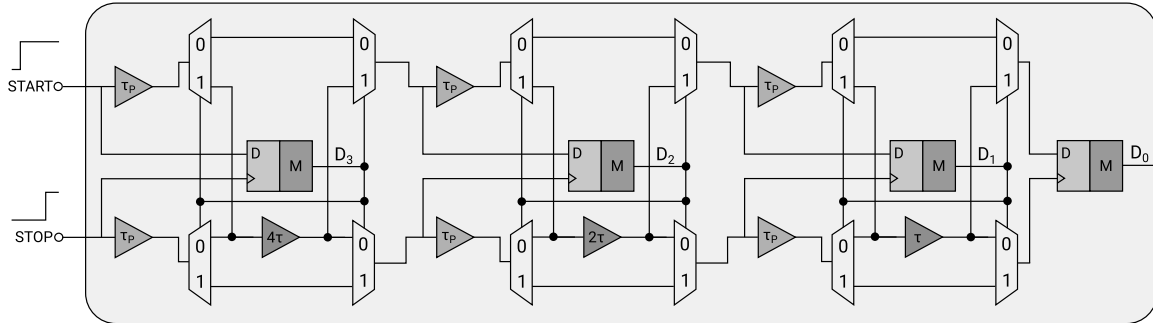 0 0 0 0 0 0
START τP 1 1 τP 1 1 τP 1 1
D M D3 D M D2 D M D1 D M D0
STOP τP 0 4τ 0 τP 0 2τ 0 τP 0 τ 0
1 1 1 1 1 1